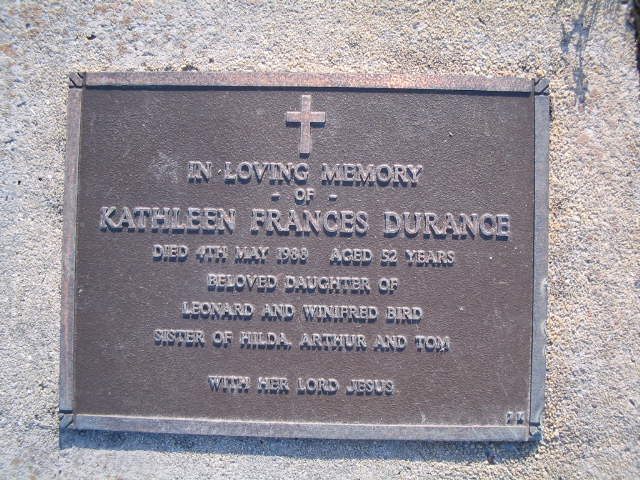 IN LOVING MEMORY
- OF -
KATHLEEN FRANCES DURANCE
DIED 4TH MAY 1988 AGED 52 YEARS
BELOVED DAUGHTER OF
LEONARD AND WINIFRED BIRD
SISTER OF HILDA, ARTHUR AND TOM
WITH HER LORD JESUS